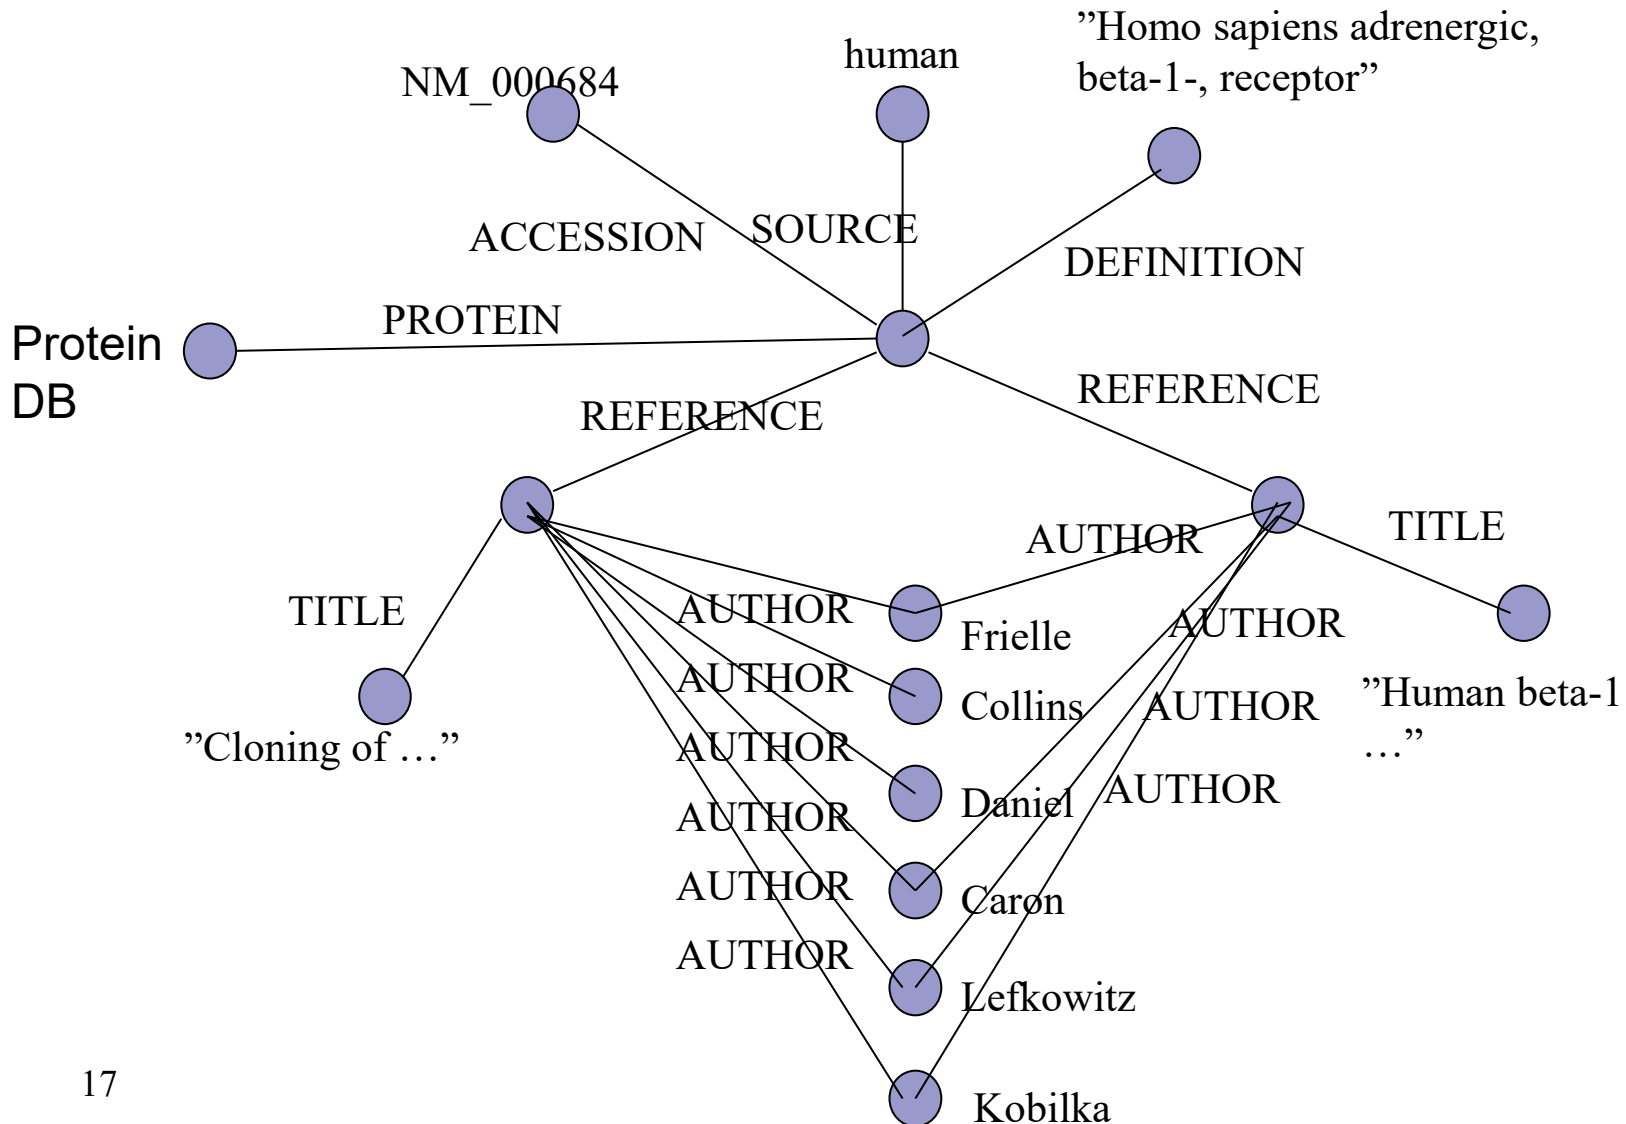 ”Homo sapiens adrenergic,
beta-1-, receptor”
human
NM_000684
SOURCE
ACCESSION
DEFINITION
PROTEIN
Protein
DB
REFERENCE
REFERENCE
TITLE
AUTHOR
TITLE
AUTHOR
AUTHOR
Frielle
AUTHOR
”Human beta-1
…”
Collins
AUTHOR
”Cloning of …”
AUTHOR
Daniel
AUTHOR
AUTHOR
AUTHOR
Caron
AUTHOR
Lefkowitz
17
Kobilka